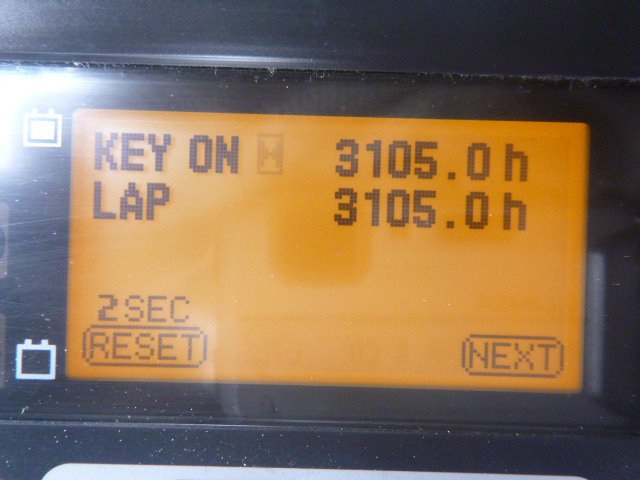 KEY ON 3105.0h
LAP 3105.0h
2SEC
RESET NEXT